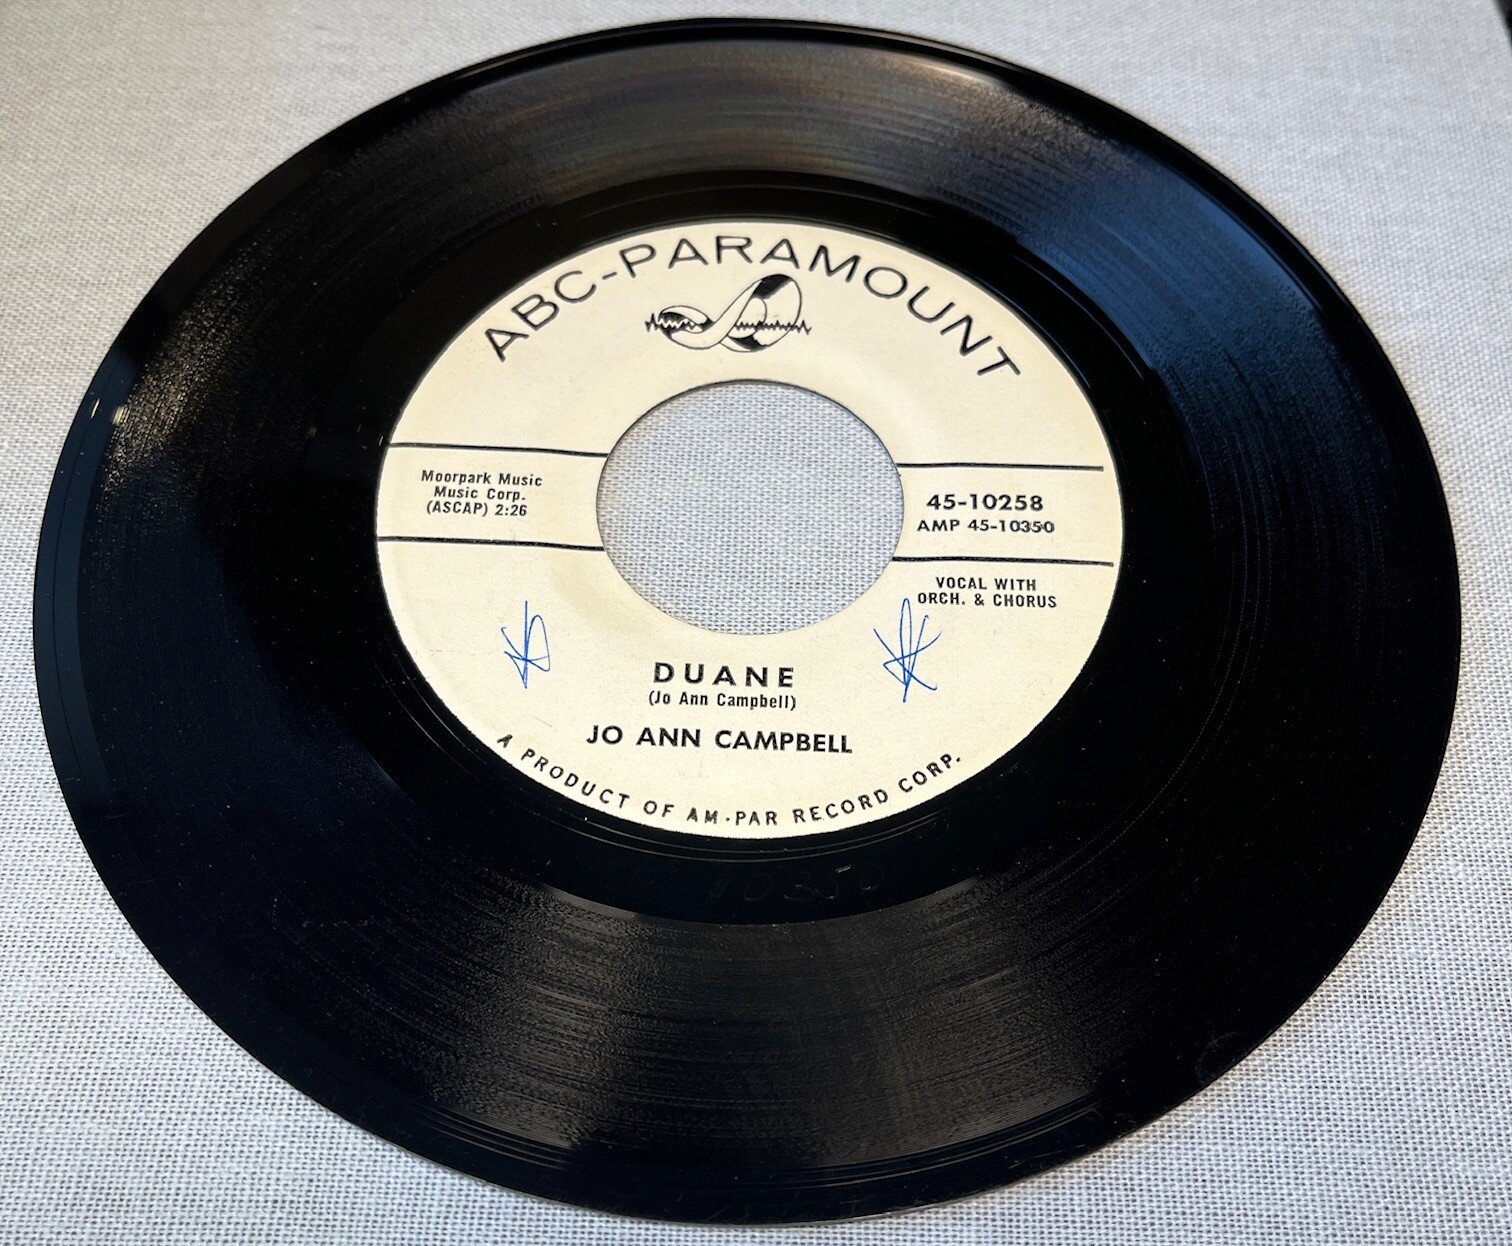 ABC-PARAMOUNT
Moorpark Music
Music Corp.
(ASCAP) 2:26
45-10258
AMP 45-10350
VOCAL WITH
ORCH. & CHORUS
DUANE
(Jo Ann Campbell)
JO ANN CAMPBELL
A PRODUCT OF AM-PAR RECORD CORP.
10350